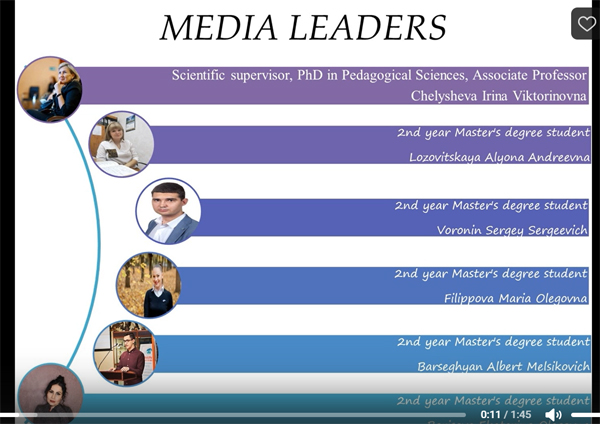 MEDIA LEADERS
Scientific supervisor, PhD in Pedagogical Sciences, Associate Professor
Chelysheva Irina Viktorinovna
2nd year Master's degree student
Lozovitskaya Alyona Andreevna
2nd year Master's degree student
Voronin Sergey Sergeevich
2nd year Master's degree student
Filippova Maria Olegovna
2nd year Master's degree student
Barseghyan Albert Melsikovich
2nd year Master's degree student
0:11 / 1:45